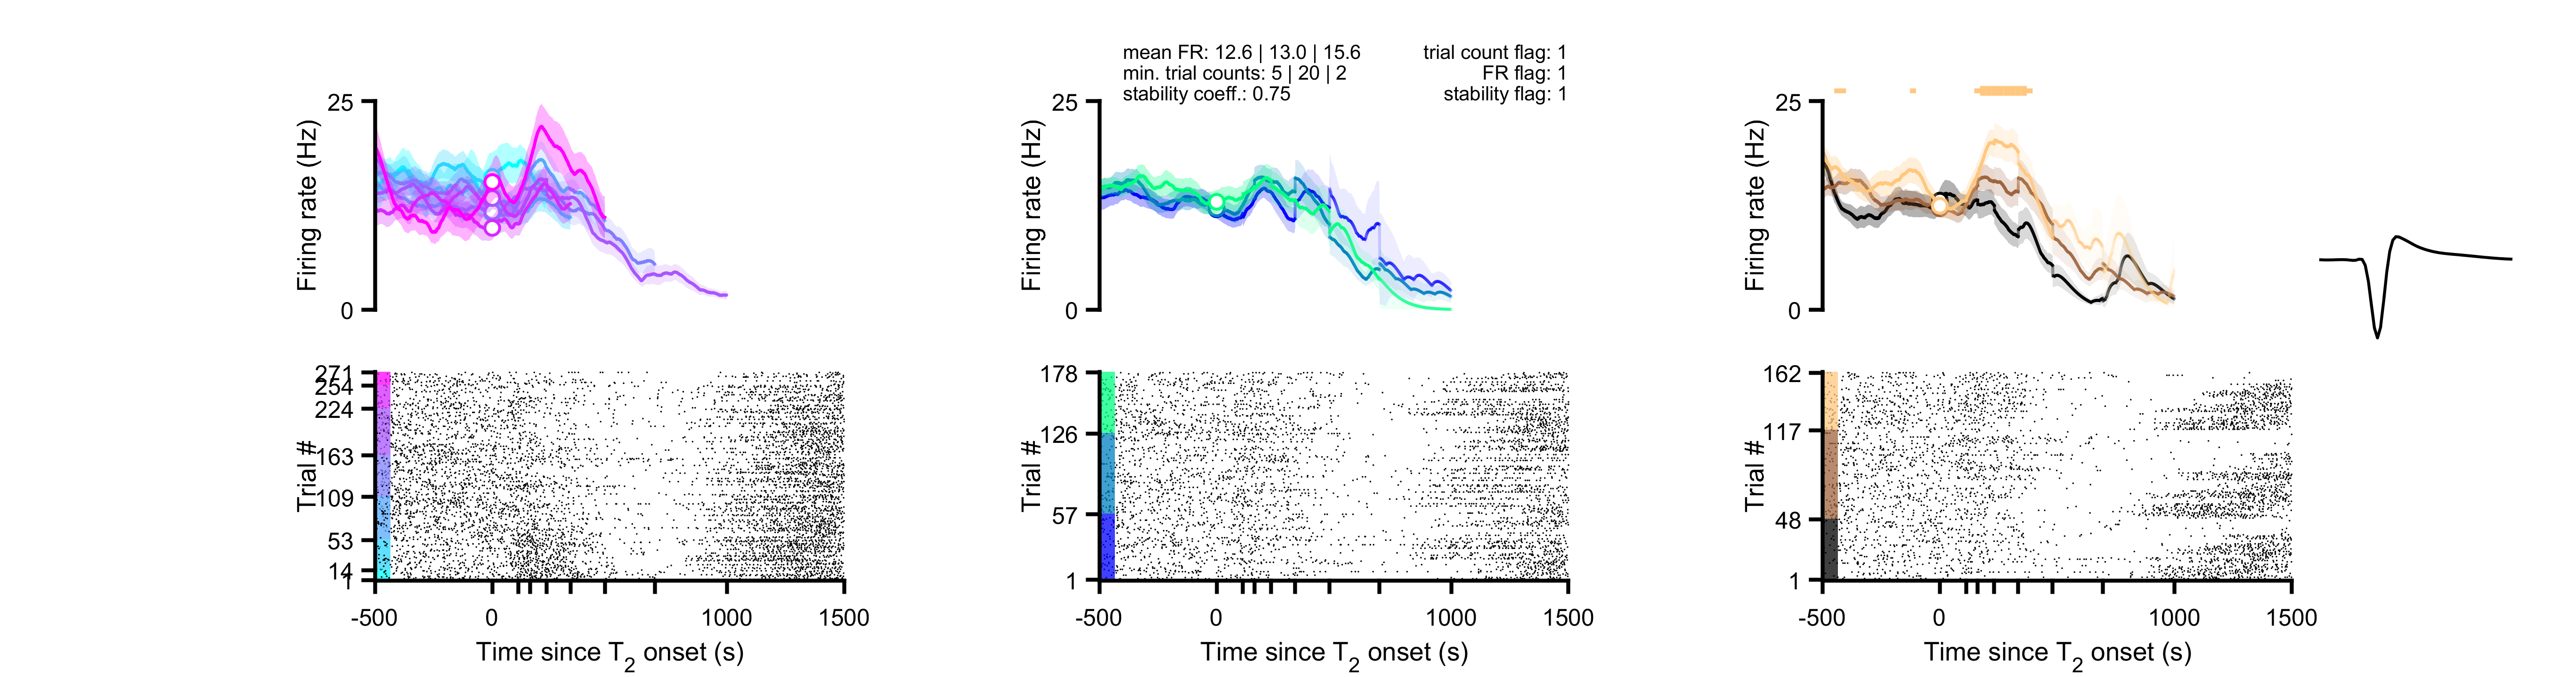 mean FR: 12.6 | 13.0 | 15.6
min. trial counts: 5 | 20 | 2
stability coeff.: 0.75
trial count flag: 1
FR flag: 1
stability flag: 1
25
Firing rate (Hz)
0
25
Firing rate (Hz)
0
25
Firing rate (Hz)
0
271
254
224
163
109
53
14
1
Trial #
-500
0
1000
1500
Time since T2 onset (s)
178
126
57
1
Trial #
-500
0
1000
1500
Time since T2 onset (s)
162
117
48
1
Trial #
-500
0
1000
1500
Time since T2 onset (s)